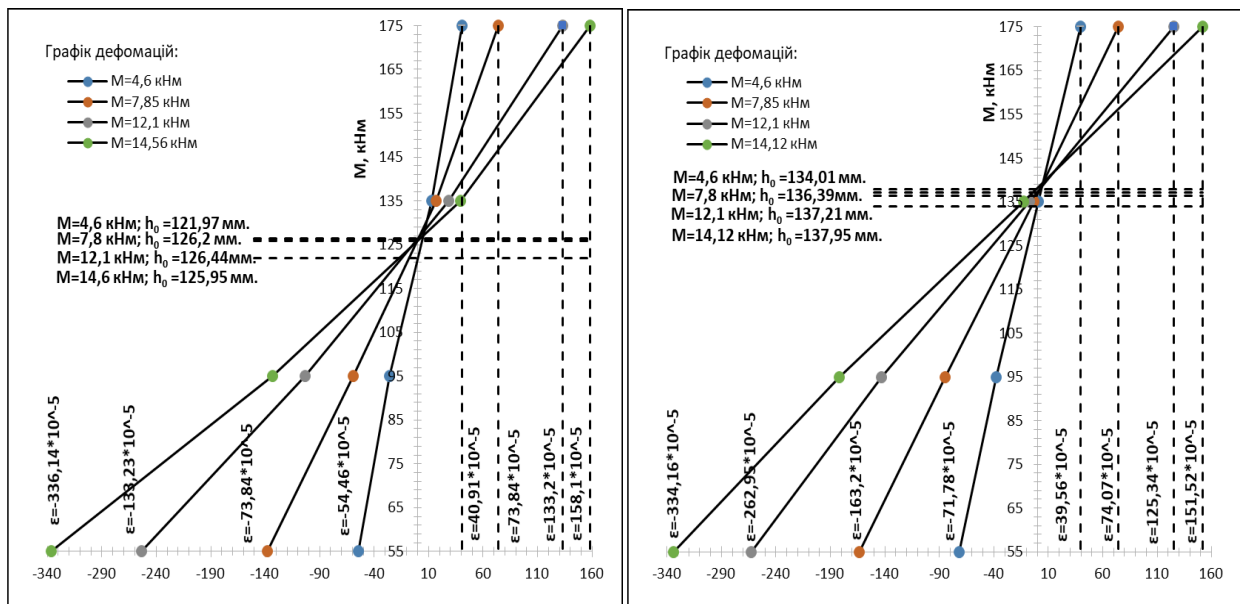 Графік дефомацій:
M=4,6 кНм
M=7,85 кНм
M=12,1 кНм
M=14,56 кНм
M=4,6 кНм; h₀ =121,97 мм.
M=7,8 кНм; h₀ =126,2 мм.
M=12,1 кНм; h₀ =126,44мм.
M=14,6 кНм; h₀ =125,95 мм.
М, кНм
175
165
155
145
135
125
115
105
95
85
75
65
55
ε=-336,14*10^-5
ε=-133,23*10^-5
ε=-73,84*10^-5
ε=-54,46*10^-5
ε=40,91*10^-5
ε=73,84*10^-5
ε=133,2*10^-5
ε=158,1*10^-5
-340 -290 -240 -190 -140 -90 -40 10 60 110 160
Графік дефомацій:
M=4,6 кНм
M=7,85 кНм
M=12,1 кНм
M=14,12 кНм
M=4,6 кНм; h₀ =134,01 мм.
M=7,8 кНм; h₀ =136,39мм.
M=12,1 кНм; h₀ =137,21 мм.
M=14,12 кНм; h₀ =137,95 мм.
М, кНм
175
165
155
145
135
125
115
105
95
85
75
65
55
ε=-334,16*10^-5
ε=-262,95*10^-5
ε=-163,2*10^-5
ε=-71,78*10^-5
ε=39,56*10^-5
ε=74,07*10^-5
ε=125,34*10^-5
ε=151,52*10^-5
-340 -290 -240 -190 -140 -90 -40 10 60 110 160